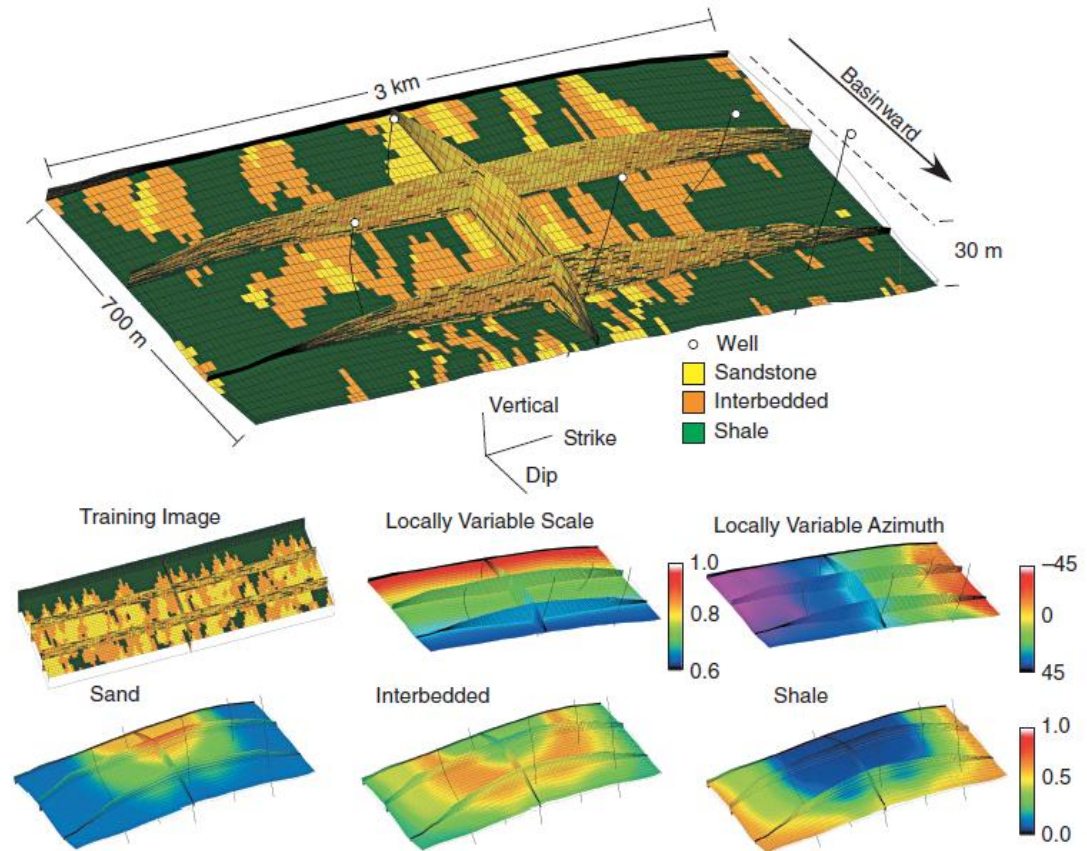 3 km
Basinward
30 m
700 m
Well
Sandstone
Interbedded
Shale
Vertical
Strike
Dip
Training Image
Locally Variable Scale
Locally Variable Azimuth
1.0
0.8
0.6
–45
0
45
Sand
Interbedded
Shale
1.0
0.5
0.0